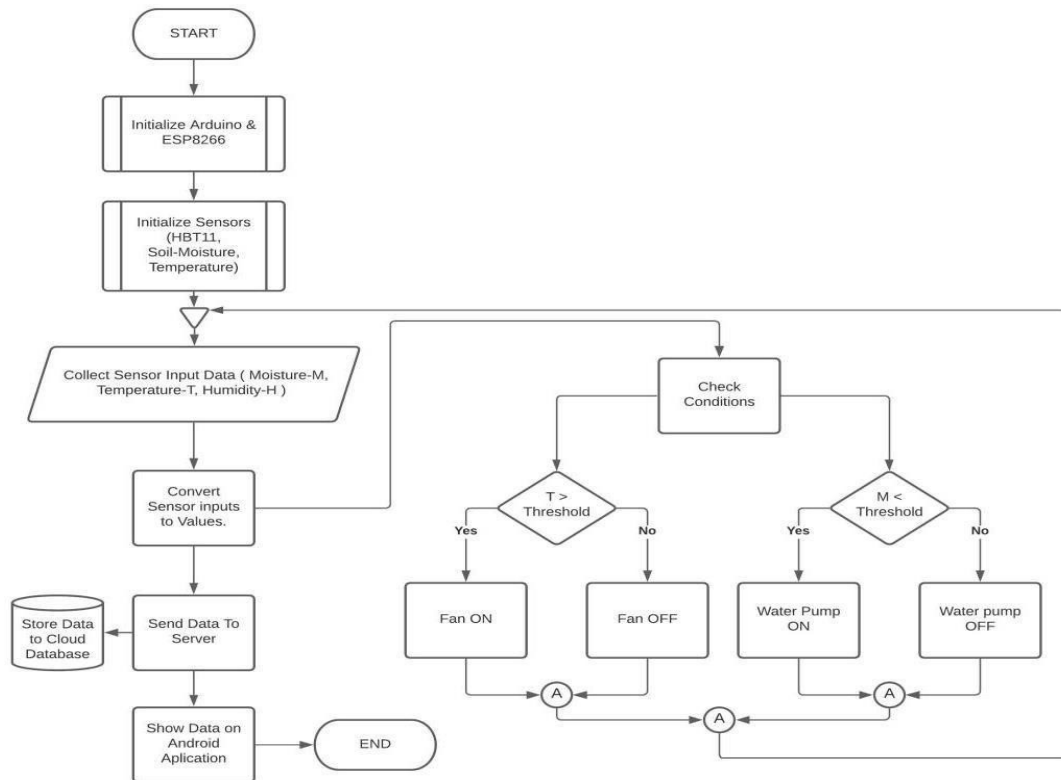 START
Initialize Arduino &
ESP8266
Initialize Sensors
(HBT11,
Soil-Moisture,
Temperature)
Collect Sensor Input Data ( Moisture-M,
Temperature-T, Humidity-H )
Convert
Sensor inputs
to Values.
Send Data To
Server
Store Data
to Cloud
Database
Show Data on
Android
Aplication
END
Check
Conditions
T >
Threshold
Yes
No
Fan ON
Fan OFF
A
M <
Threshold
Yes
No
Water Pump
ON
Water pump
OFF
A
A